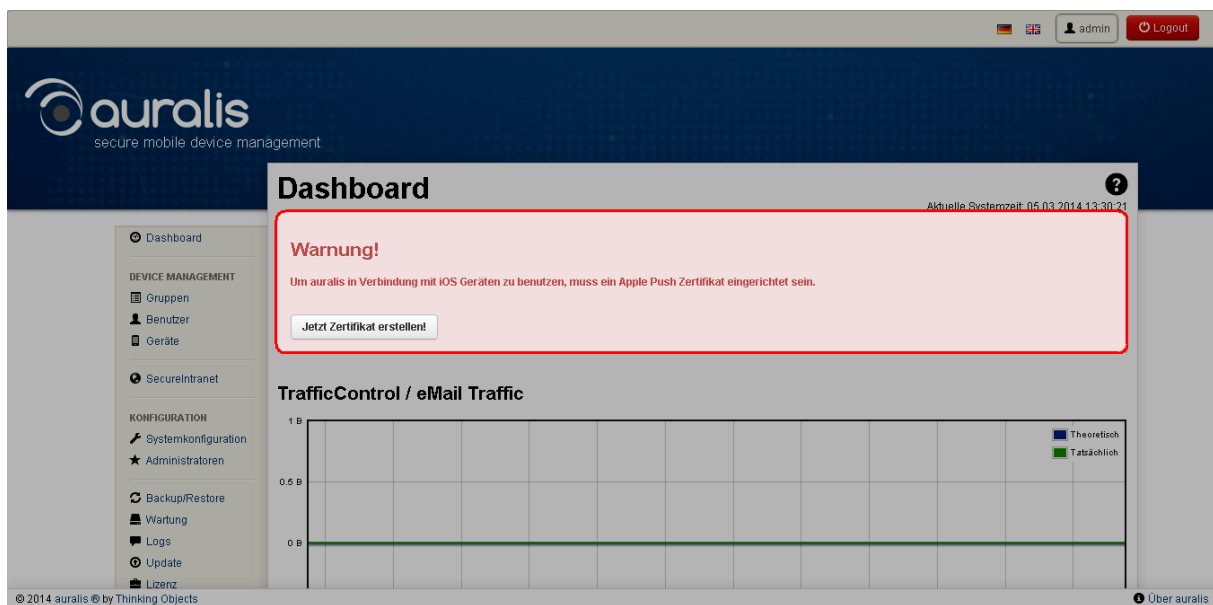 admin
Logout
auralis
secure mobile device management
Dashboard
Aktuelle Systemzeit: 05.03.2014 13:30:21
Dashboard
Warnung!
Um auralis in Verbindung mit iOS Geräten zu benutzen, muss ein Apple Push Zertifikat eingerichtet sein.
Jetzt Zertifikat erstellen!
DEVICE MANAGEMENT
Gruppen
Benutzer
Geräte
SecureIntranet
KONFIGURATION
Systemkonfiguration
Administratoren
Backup/Restore
Wartung
Logs
Update
Lizenz
TrafficControl / eMail Traffic
1 B
0.5 B
0 B
Theoretisch
Tatsächlich
© 2014 auralis ® by Thinking Objects
Über auralis